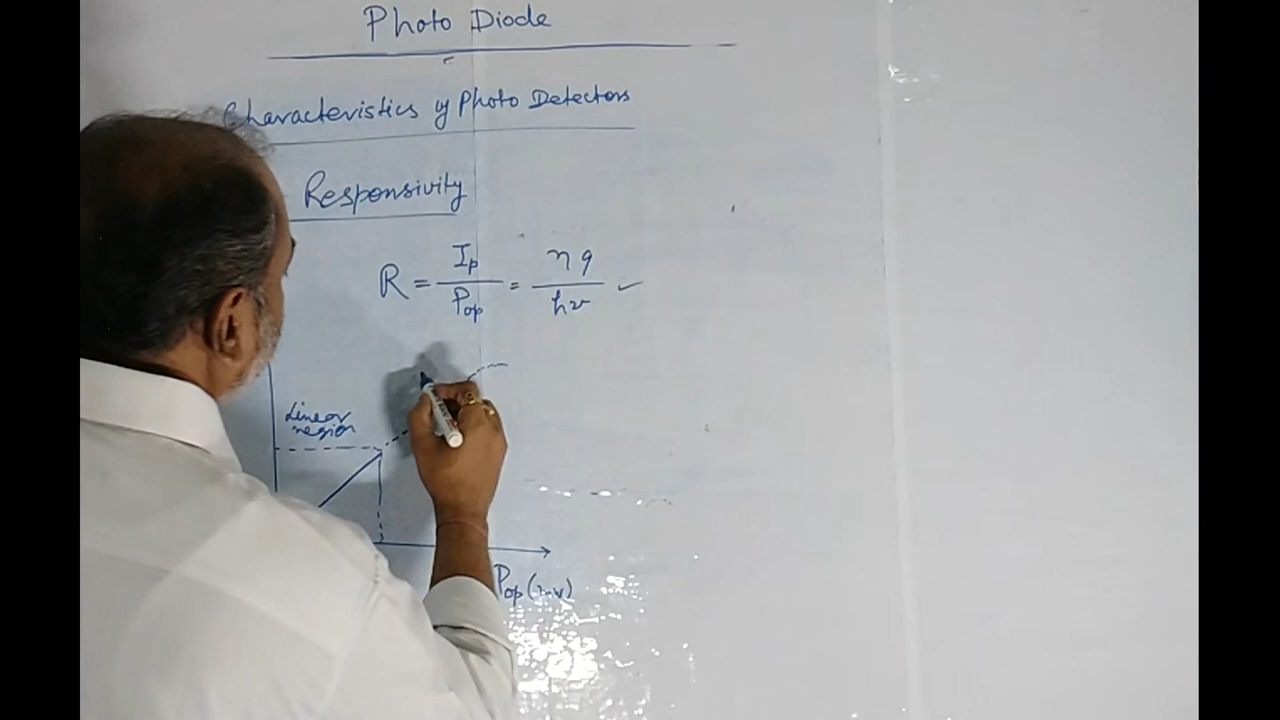 Photo Diode
Characteristics of Photo Detectors
Responsivity
R = Ip / Pop = ηq / hν ✓
Linear
region
Pop (mw)